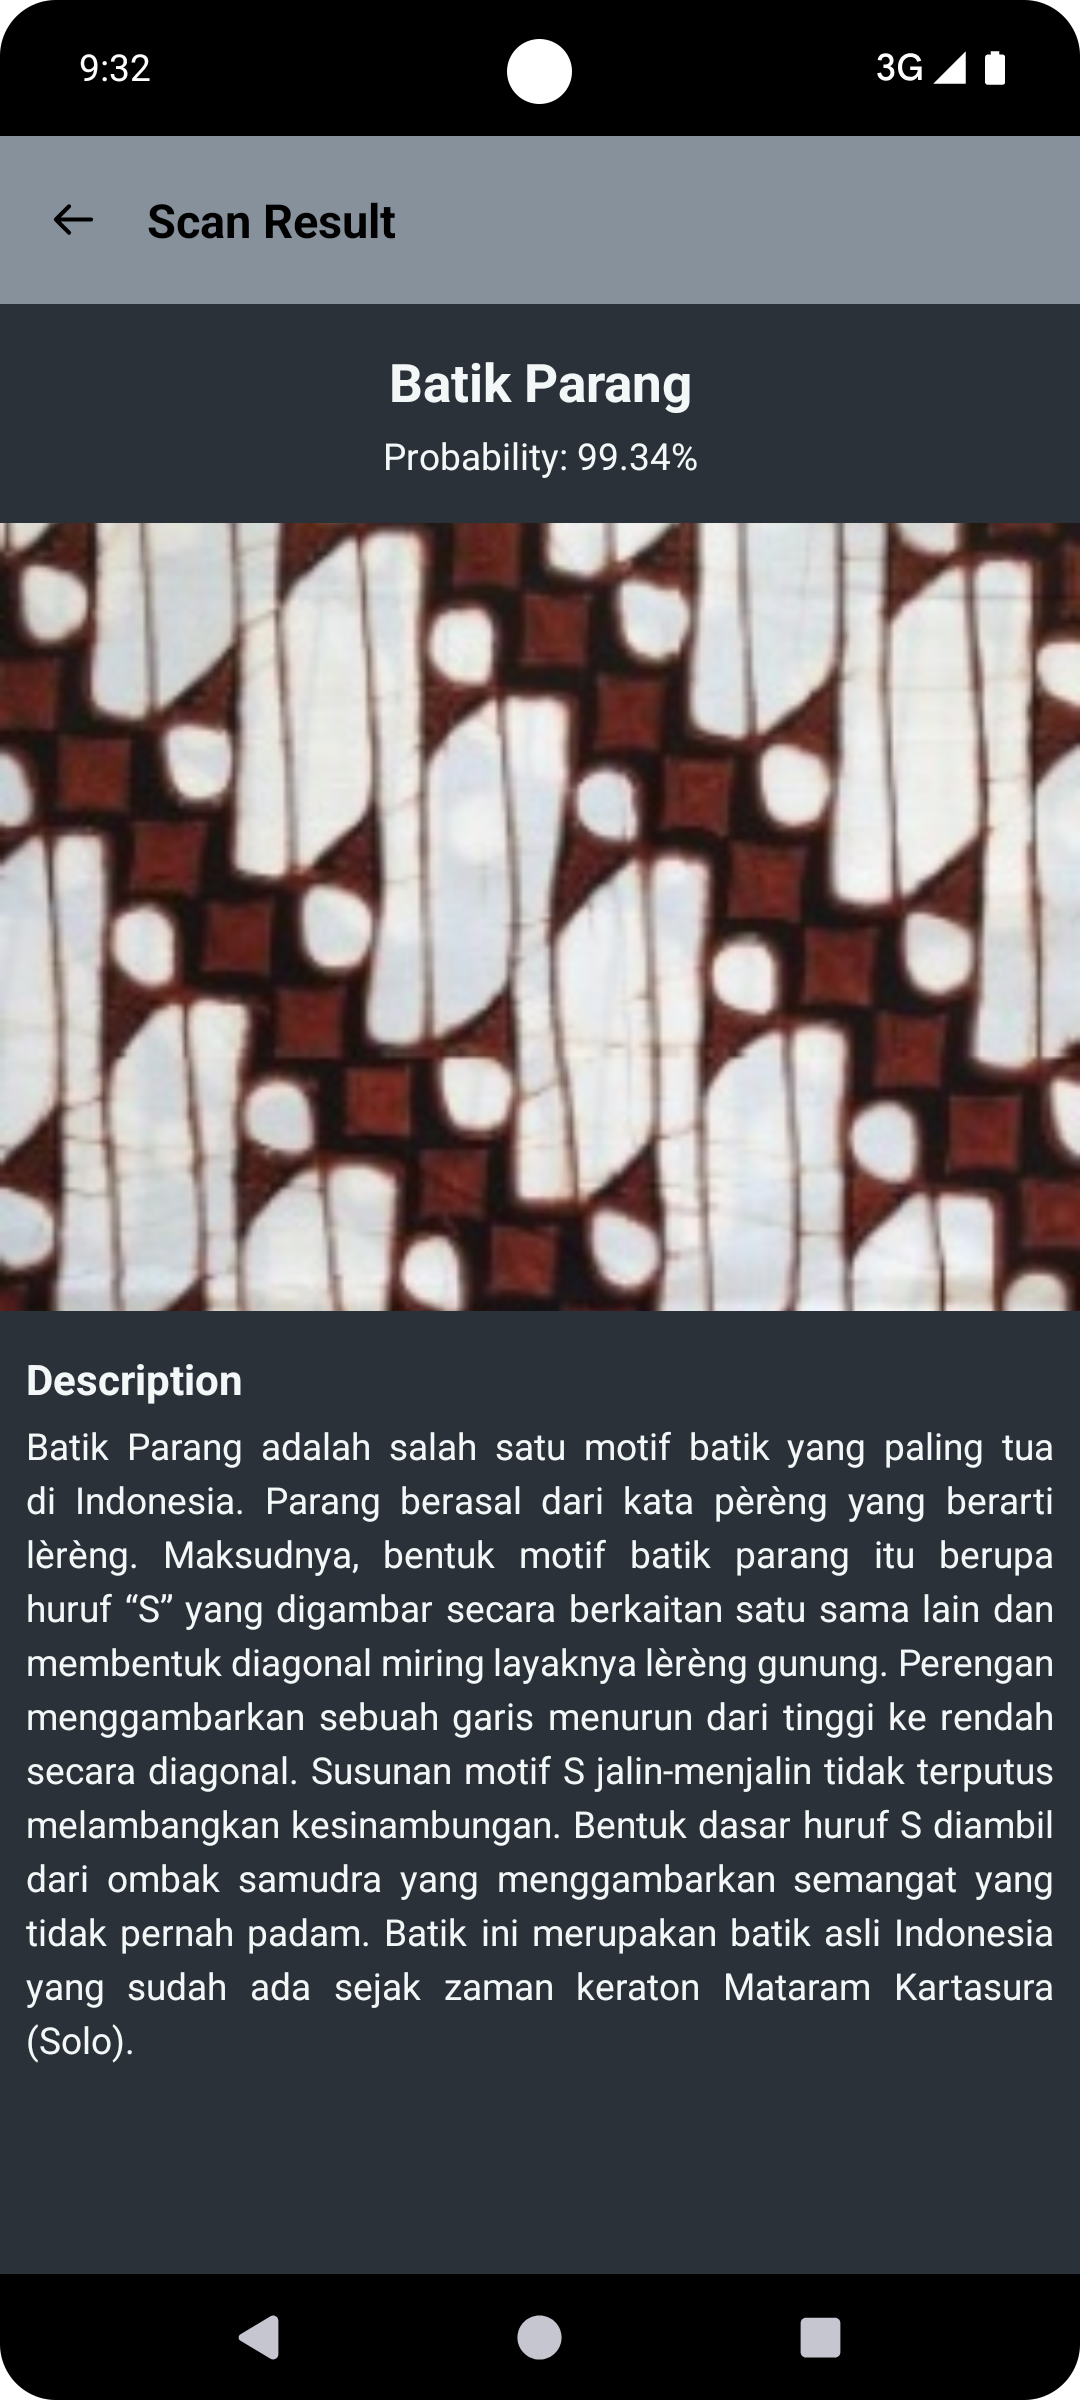 9:32
3G
Scan Result
Batik Parang
Probability: 99.34%
Description
Batik Parang adalah salah satu motif batik yang paling tua
di Indonesia. Parang berasal dari kata pèrèng yang berarti
lèrèng. Maksudnya, bentuk motif batik parang itu berupa
huruf “S” yang digambar secara berkaitan satu sama lain dan
membentuk diagonal miring layaknya lèrèng gunung. Perengan
menggambarkan sebuah garis menurun dari tinggi ke rendah
secara diagonal. Susunan motif S jalin-menjalin tidak terputus
melambangkan kesinambungan. Bentuk dasar huruf S diambil
dari ombak samudra yang menggambarkan semangat yang
tidak pernah padam. Batik ini merupakan batik asli Indonesia
yang sudah ada sejak zaman keraton Mataram Kartasura
(Solo).